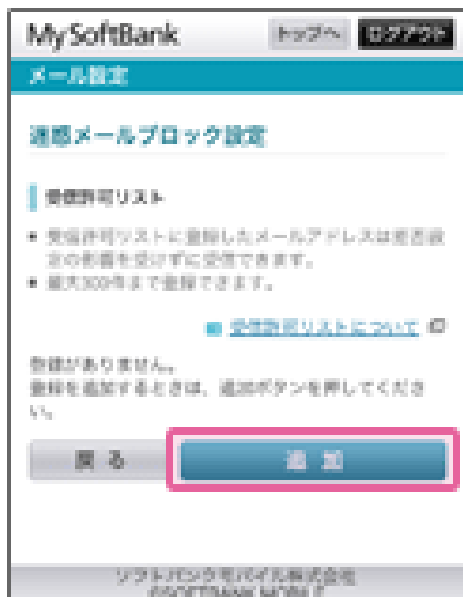 My SoftBank
トップへ
ログアウト
メール設定
迷惑メールブロック設定
受信許可リスト
受信許可リストに登録したメールアドレスは拒否設
定の影響を受けずに受信できます。
最大300件まで登録できます。
受信許可リストについて
登録がありません。
登録を追加するときは、追加ボタンを押してくださ
い。
戻る
追加
ソフトバンクモバイル株式会社
©SOFTBANK MOBILE